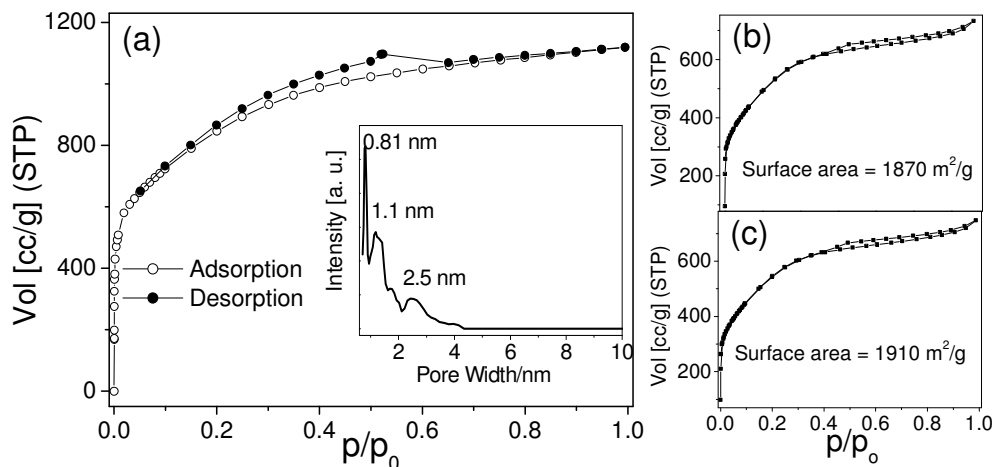 (a)
Vol [cc/g] (STP)
1200
800
400
0
Adsorption
Desorption
0.0 0.2 0.4 0.6 0.8 1.0
p/p0
0.81 nm
1.1 nm
2.5 nm
Intensity [a. u.]
2 4 6 8 10
Pore Width/nm
(b)
Vol [cc/g] (STP)
600
400
200
Surface area = 1870 m²/g
(c)
Vol [cc/g] (STP)
600
400
200
Surface area = 1910 m²/g
0.0 0.2 0.4 0.6 0.8 1.0
p/po